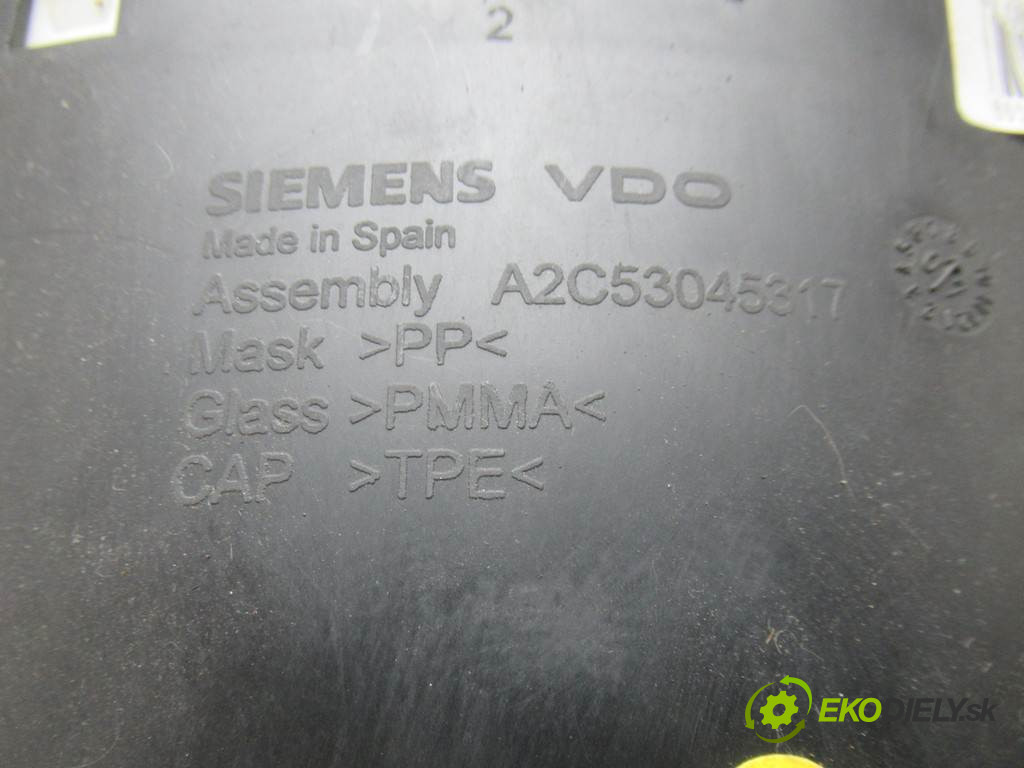 2
SIEMENS VDO
Made in Spain
Assembly A2C53045317
Mask >PP<
Glass >PMMA<
CAP >TPE<
EKODIELY.sk